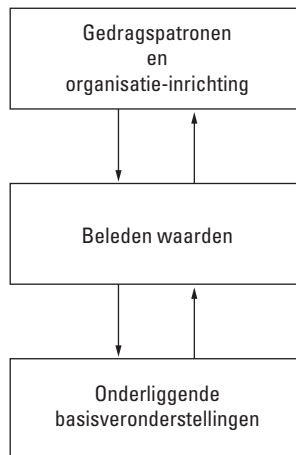 Gedragspatronen
en
organisatie-inrichting
Beleden waarden
Onderliggende
basisveronderstellingen